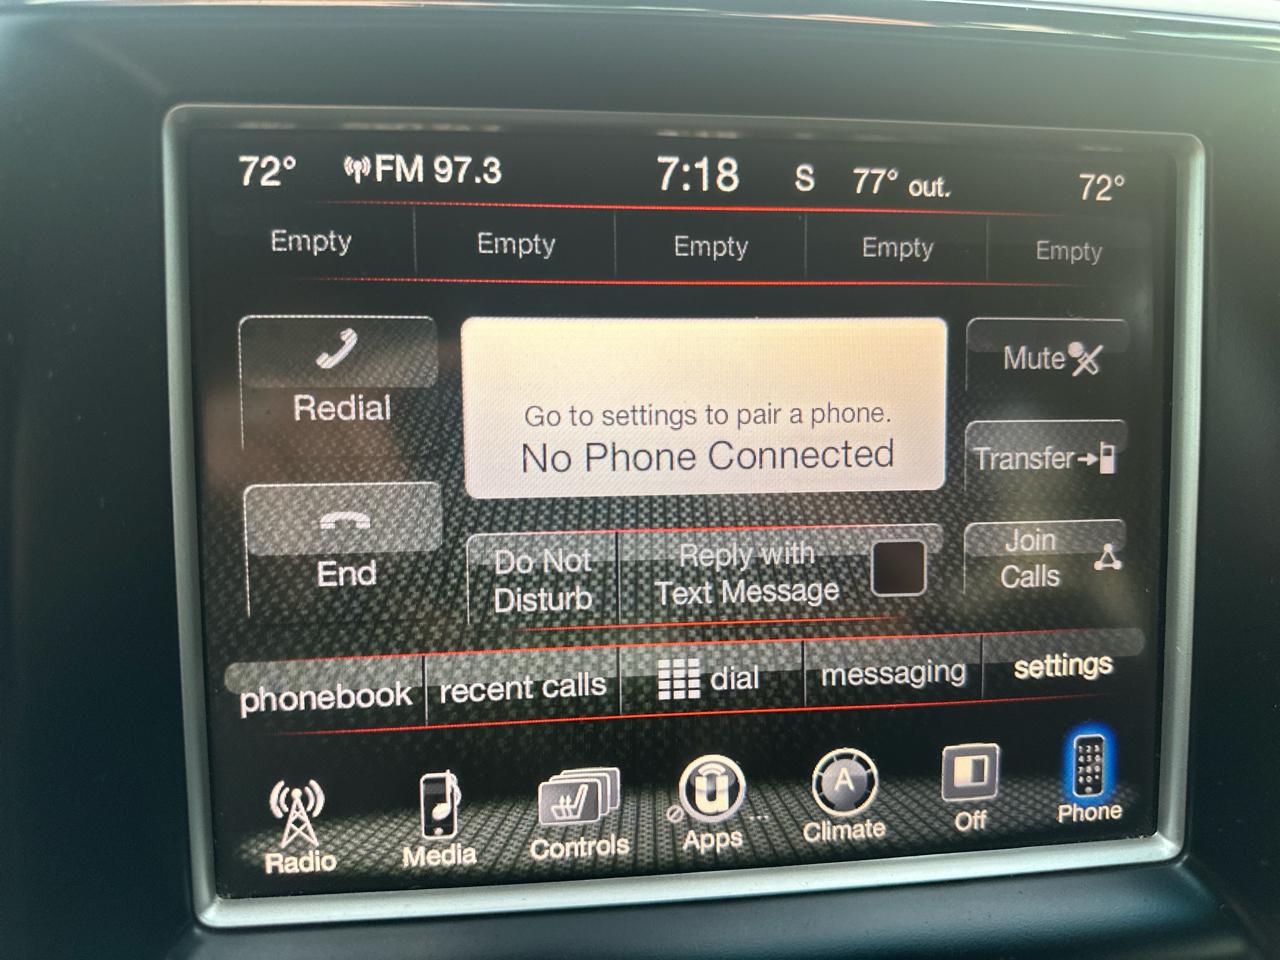 72° FM 97.3 7:18 S 77° out. 72°
Empty Empty Empty Empty Empty
Redial
Go to settings to pair a phone.
No Phone Connected
Mute
Transfer
End
Do Not
Disturb
Reply with
Text Message
Join
Calls
phonebook recent calls dial messaging settings
Radio Media Controls Apps Climate Off Phone
u
A